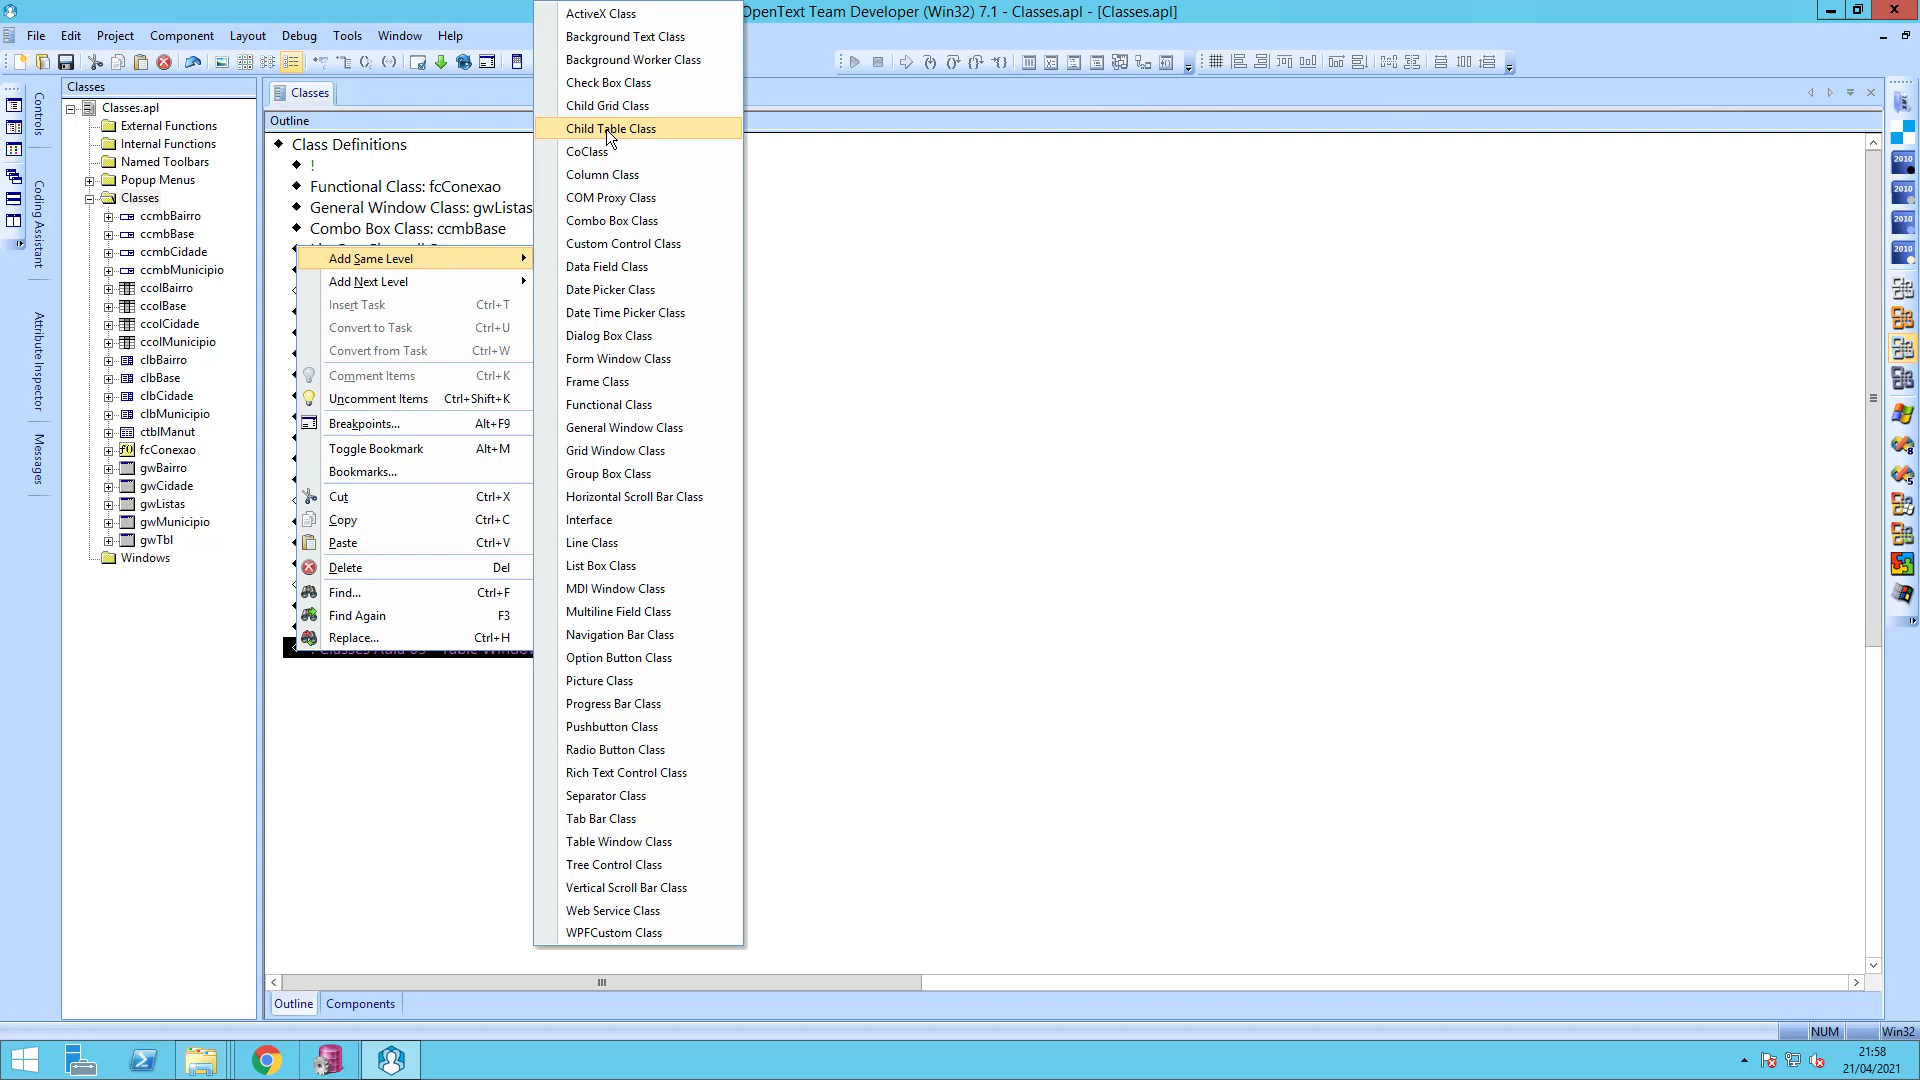 OpenText Team Developer (Win32) 7.1 - Classes.apl - [Classes.apl]
File Edit Project Component Layout Debug Tools Window Help
Controls
Coding Assistant
Attribute Inspector
Messages
Classes
Classes.apl
External Functions
Internal Functions
Named Toolbars
Popup Menus
Classes
ccmbBairro
ccmbBase
ccmbCidade
ccmbMunicipio
ccolBairro
ccolBase
ccolCidade
ccolMunicipio
clbBairro
clbBase
clbCidade
clbMunicipio
ctblManut
fcConexao
gwBairro
gwCidade
gwListas
gwMunicipio
gwTbl
Windows
Classes
Outline
Class Definitions
!
Functional Class: fcConexao
General Window Class: gwListas
Combo Box Class: ccmbBase
Add Same Level
Add Next Level
Insert Task Ctrl+T
Convert to Task Ctrl+U
Convert from Task Ctrl+W
Comment Items Ctrl+K
Uncomment Items Ctrl+Shift+K
Breakpoints... Alt+F9
Toggle Bookmark Alt+M
Bookmarks...
Cut Ctrl+X
Copy Ctrl+C
Paste Ctrl+V
Delete Del
Find... Ctrl+F
Find Again F3
Replace... Ctrl+H
ActiveX Class
Background Text Class
Background Worker Class
Check Box Class
Child Grid Class
Child Table Class
CoClass
Column Class
COM Proxy Class
Combo Box Class
Custom Control Class
Data Field Class
Date Picker Class
Date Time Picker Class
Dialog Box Class
Form Window Class
Frame Class
Functional Class
General Window Class
Grid Window Class
Group Box Class
Horizontal Scroll Bar Class
Interface
Line Class
List Box Class
MDI Window Class
Multiline Field Class
Navigation Bar Class
Option Button Class
Picture Class
Progress Bar Class
Pushbutton Class
Radio Button Class
Rich Text Control Class
Separator Class
Tab Bar Class
Table Window Class
Tree Control Class
Vertical Scroll Bar Class
Web Service Class
WPFCustom Class
2010
2010
2010
2010
Outline Components
NUM Win32
21:58
21/04/2021